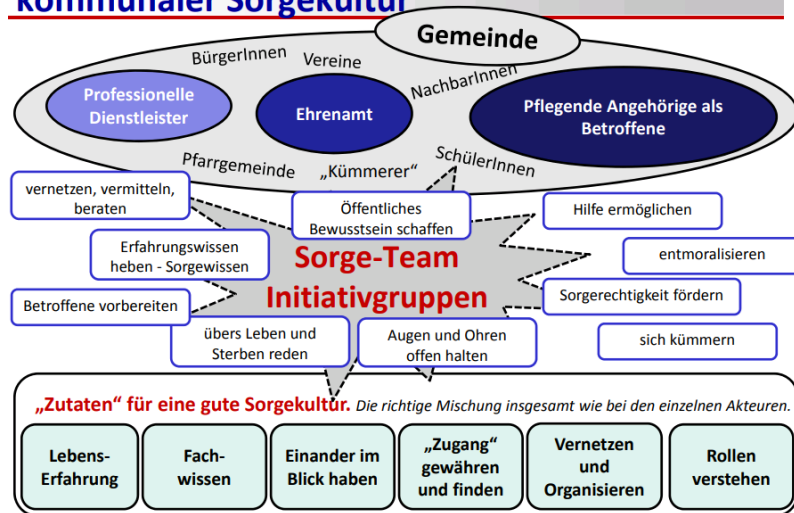 kommunaler Sorgekultur
Gemeinde
BürgerInnen
Vereine
NachbarInnen
Professionelle
Dienstleister
Ehrenamt
Pflegende Angehörige als
Betroffene
Pfarrgemeinde
„Kümmerer“
SchülerInnen
vernetzen, vermitteln,
beraten
Öffentliches
Bewusstsein schaffen
Hilfe ermöglichen
Erfahrungswissen
heben - Sorgewissen
Sorge-Team
Initiativgruppen
entmoralisieren
Betroffene vorbereiten
Sorgerechtigkeit fördern
übers Leben und
Sterben reden
Augen und Ohren
offen halten
sich kümmern
„Zutaten“ für eine gute Sorgekultur. Die richtige Mischung insgesamt wie bei den einzelnen Akteuren.
Lebens-
Erfahrung
Fach-
wissen
Einander im
Blick haben
„Zugang“
gewähren
und finden
Vernetzen
und
Organisieren
Rollen
verstehen